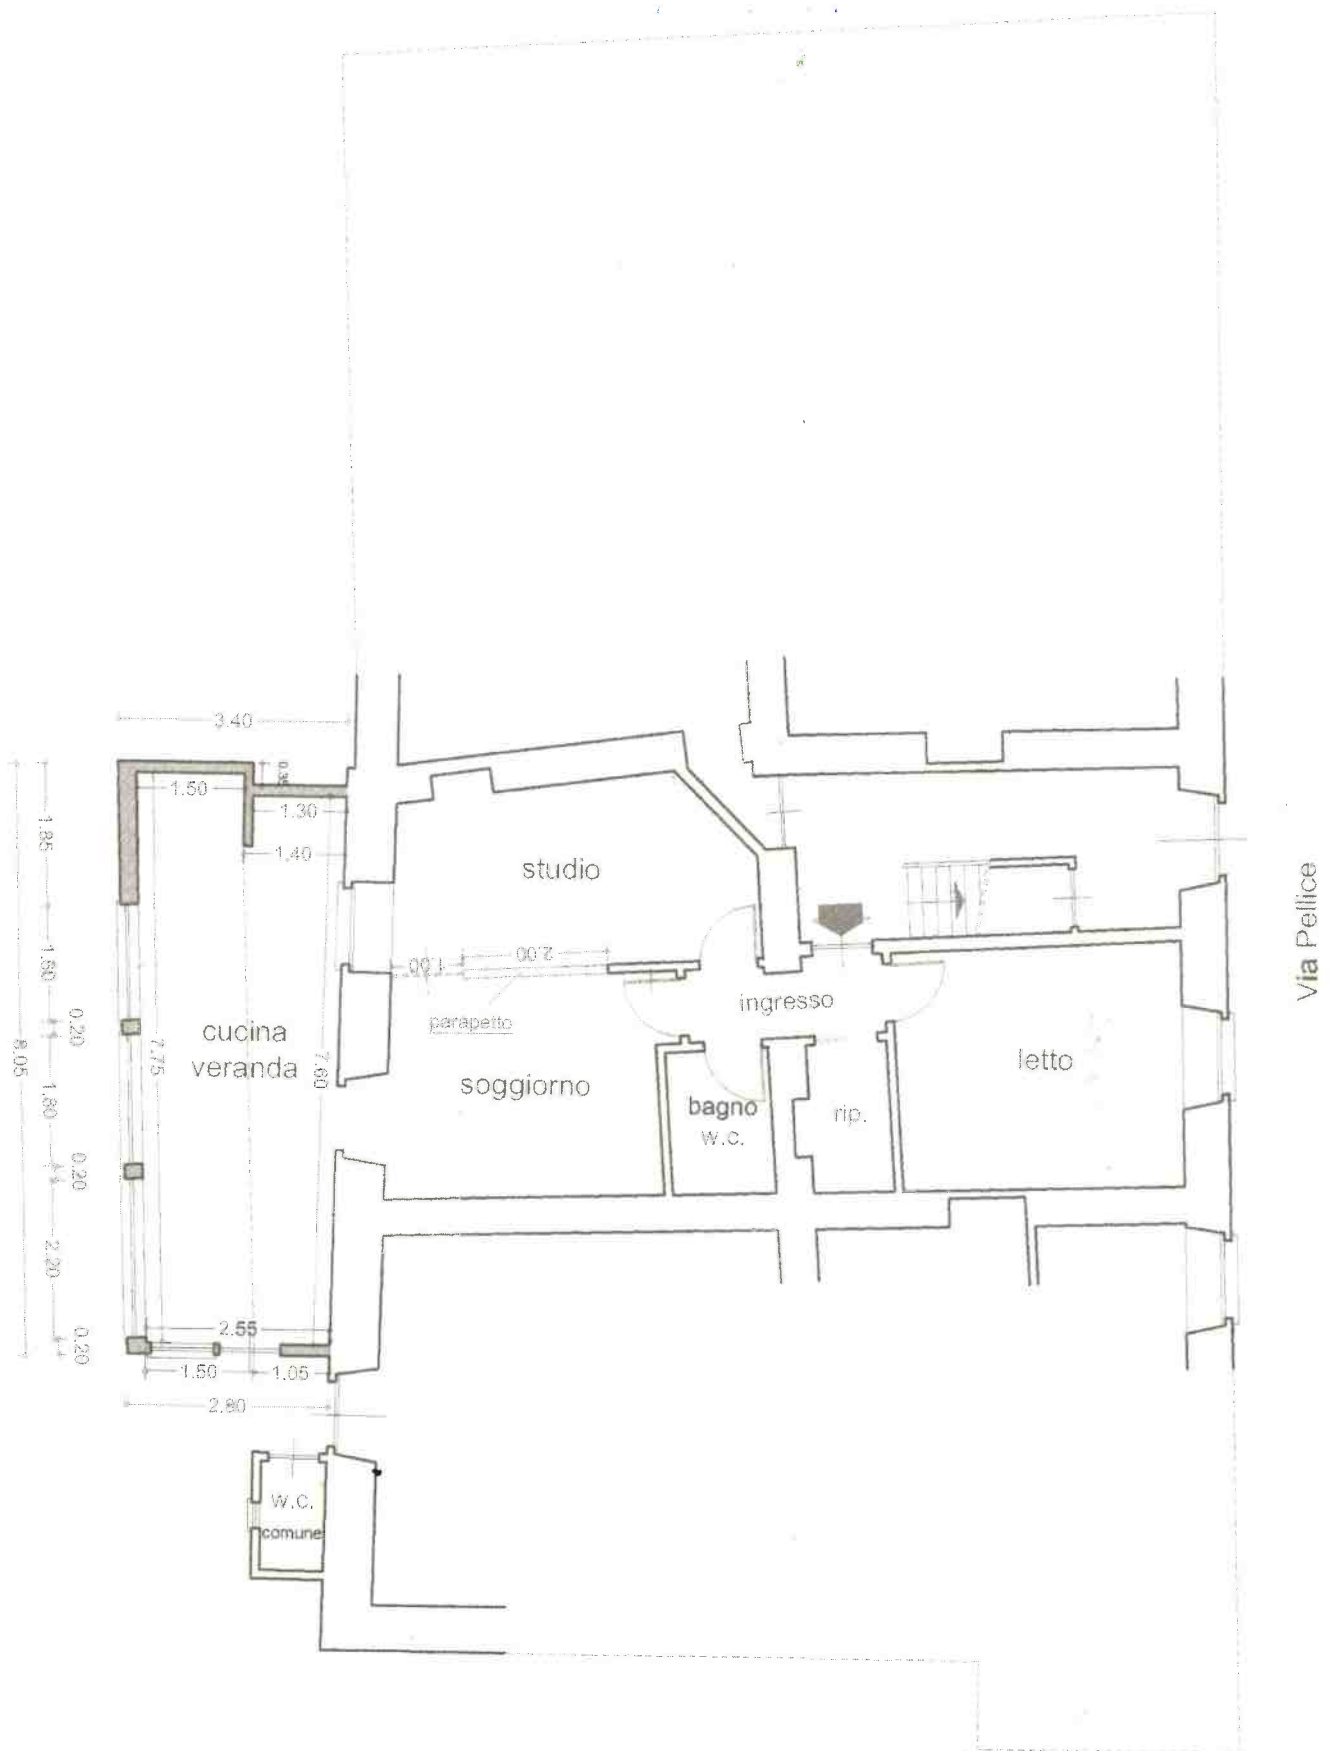 3.40
0.35
1.50
1.30
1.40
studio
1.85
Via Pellice
2.00
1.00
ingresso
parapetto
1.80
0.20
8.05
cucina
veranda
7.75
7.60
letto
soggiorno
bagno
w.c.
rip.
1.80
0.20
2.20
0.20
2.55
1.50
1.05
2.80
w.c.
comune